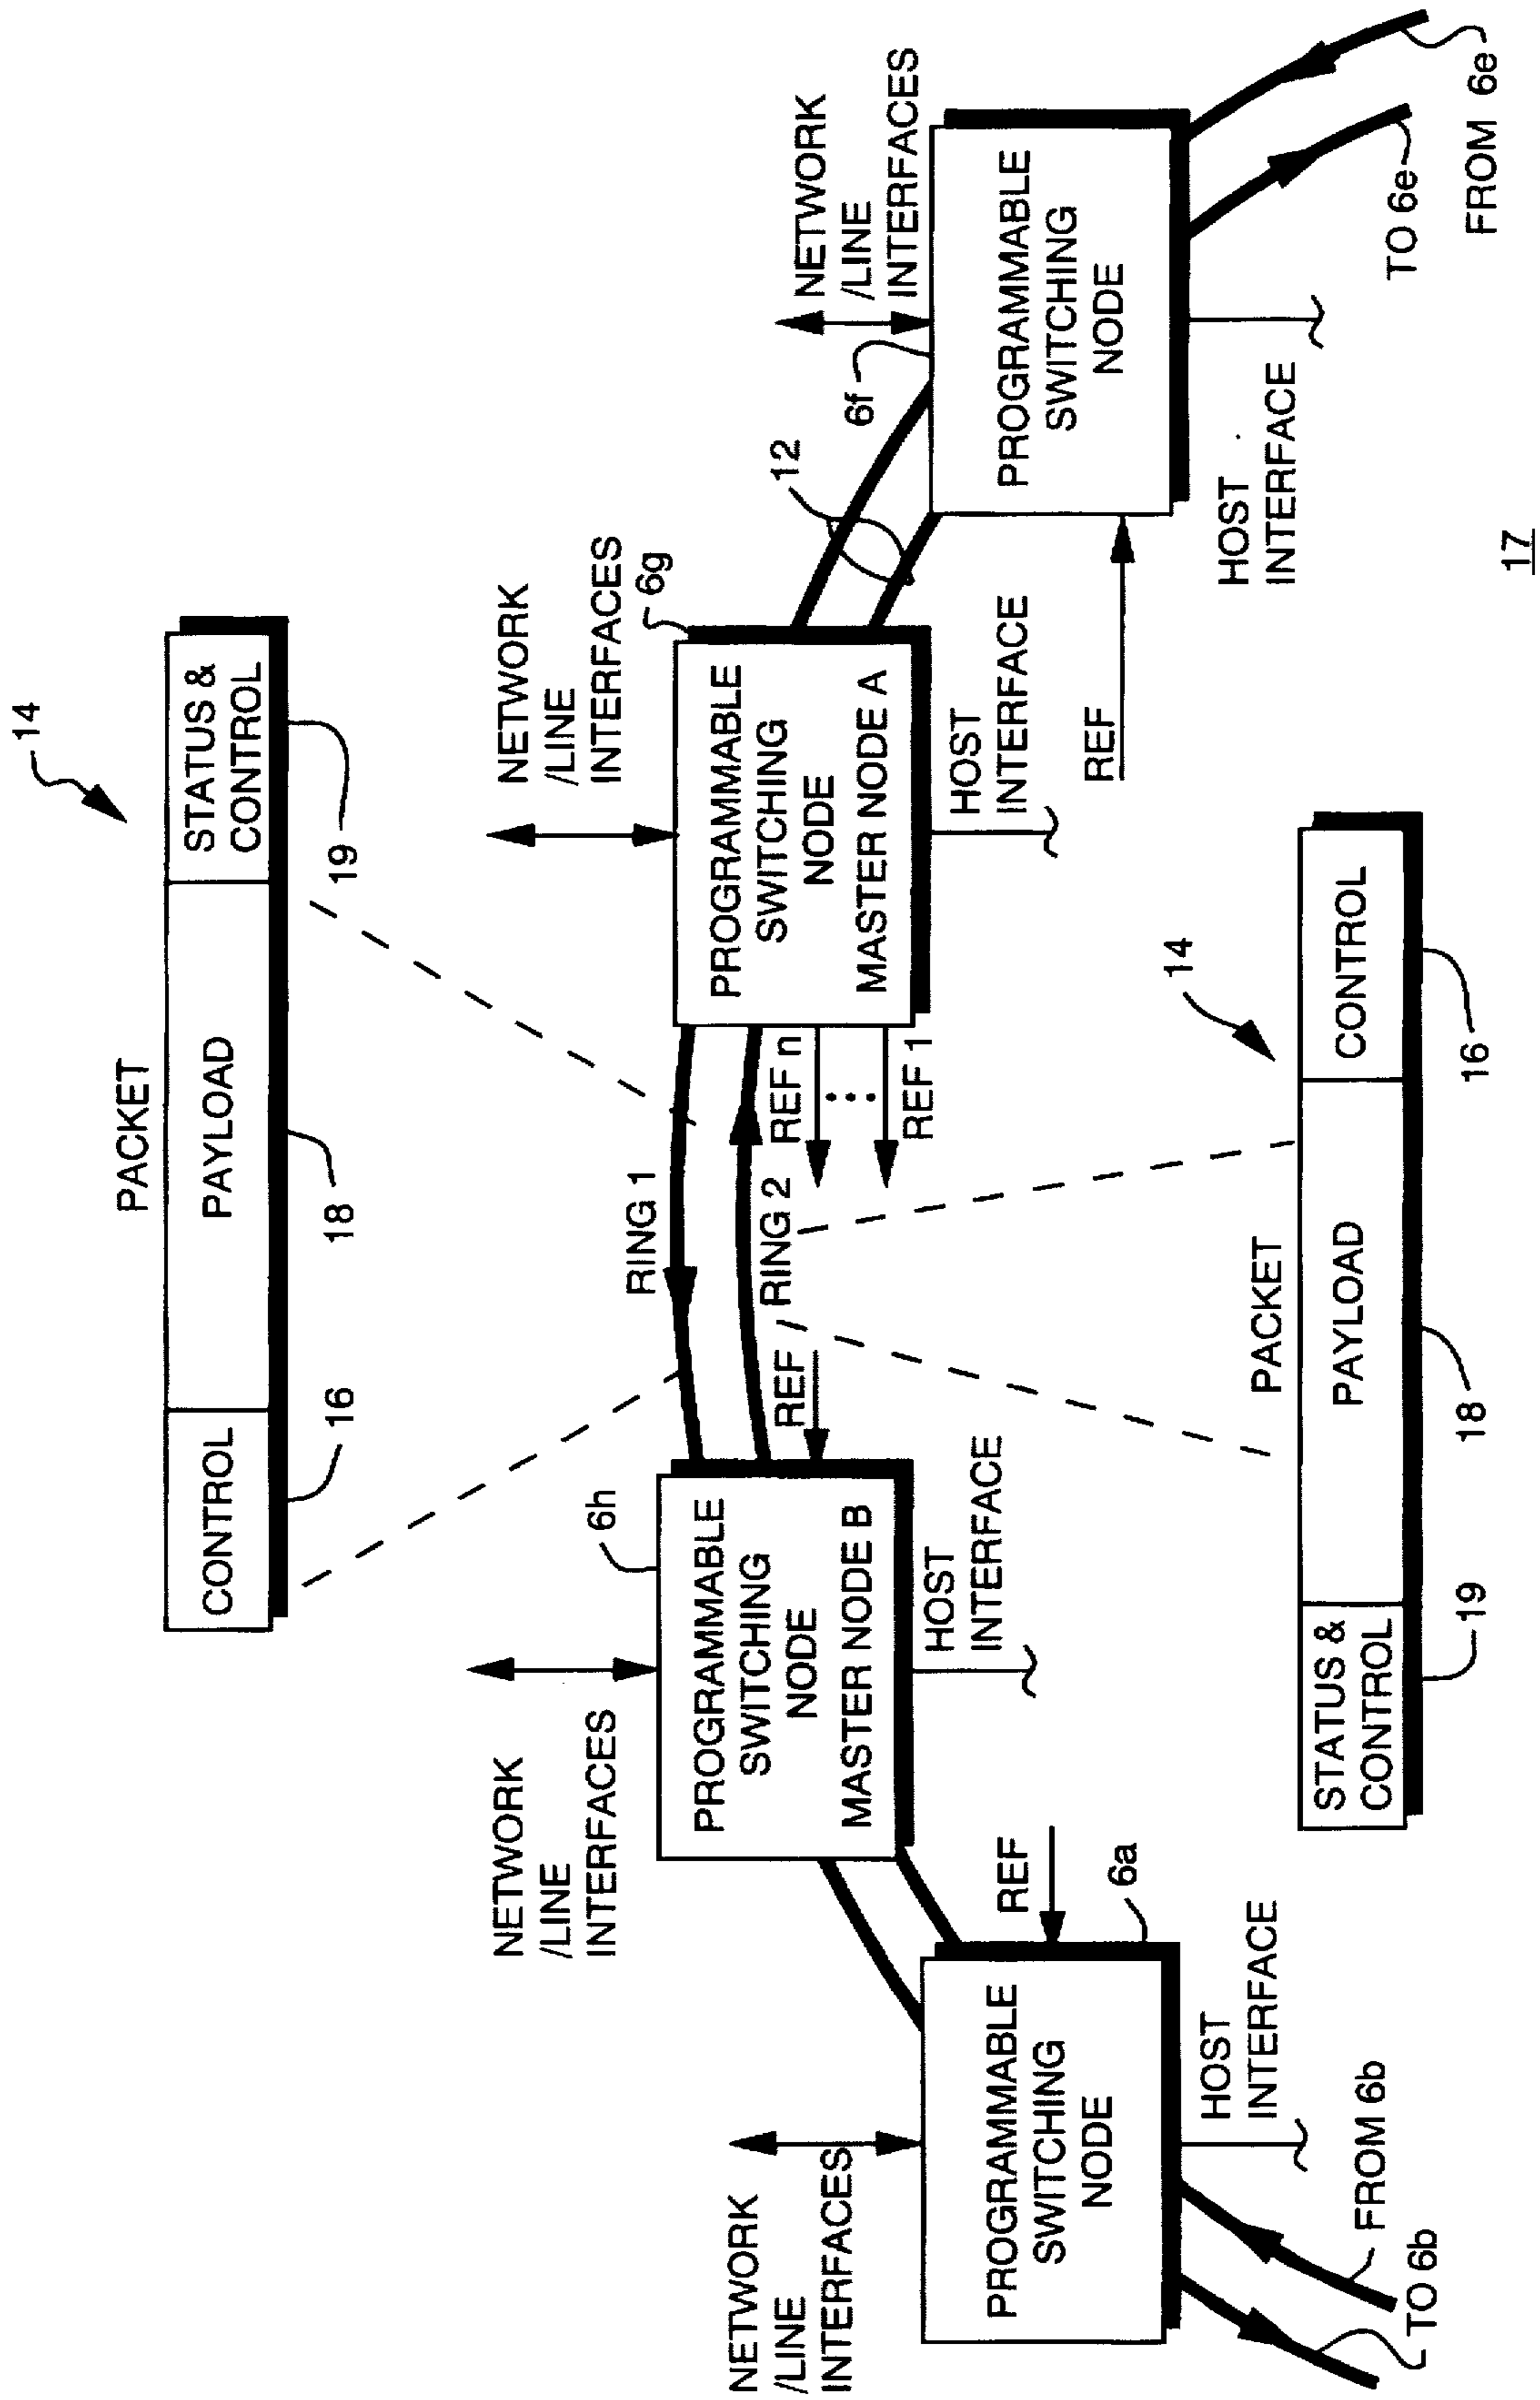 14
PACKET
CONTROL
PAYLOAD
STATUS &
CONTROL
16
18
19
NETWORK
/LINE
INTERFACES
6h
PROGRAMMABLE
SWITCHING
NODE
MASTER NODE B
HOST
INTERFACE
RING 1
RING 2
REF
REF n
REF 1
NETWORK
/LINE
INTERFACES
6g
PROGRAMMABLE
SWITCHING
NODE
MASTER NODE A
HOST
INTERFACE
12
NETWORK
/LINE
INTERFACES
PROGRAMMABLE
SWITCHING
NODE
REF
6a
HOST
INTERFACE
FROM 6b
TO 6b
NETWORK
/LINE
INTERFACES
6f
PROGRAMMABLE
SWITCHING
NODE
REF
HOST
INTERFACE
TO 6e
FROM 6e
14
PACKET
STATUS &
CONTROL
PAYLOAD
CONTROL
19
18
16
17